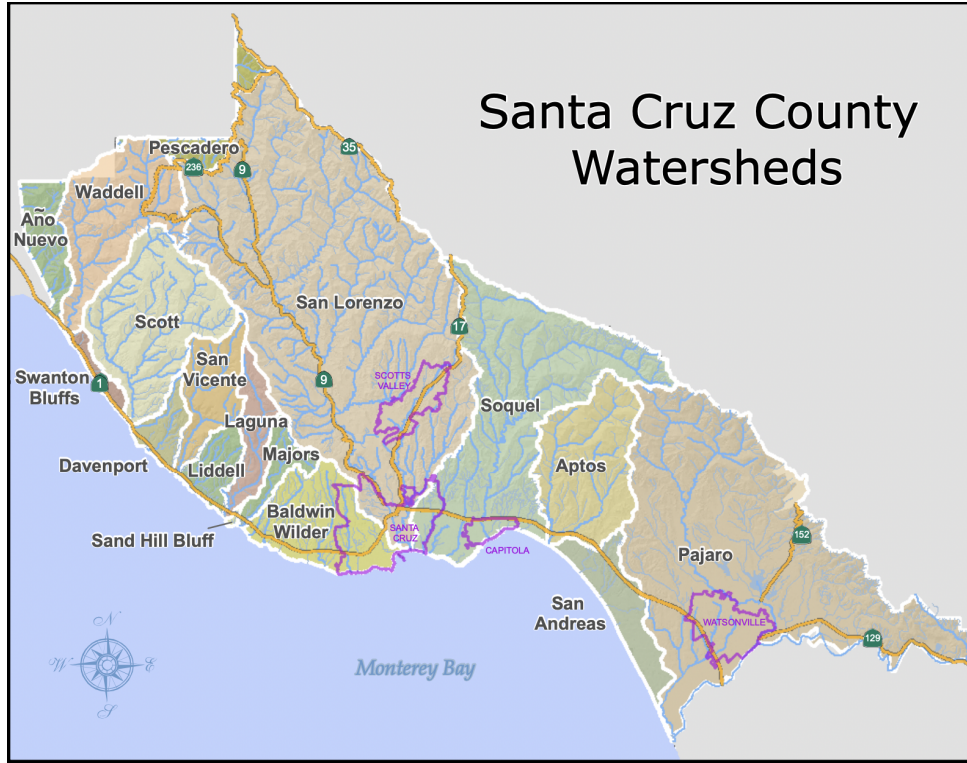 Santa Cruz County
Watersheds
Pescadero
35
236
9
Waddell
Año
Nuevo
San Lorenzo
Scott
17
San
Vicente
SCOTTS
VALLEY
9
Swanton
Bluffs
1
Soquel
Laguna
Majors
Davenport
Liddell
Aptos
Baldwin
Wilder
SANTA
CRUZ
Sand Hill Bluff
CAPITOLA
152
Pajaro
San
Andreas
WATSONVILLE
129
N
W
E
S
Monterey Bay